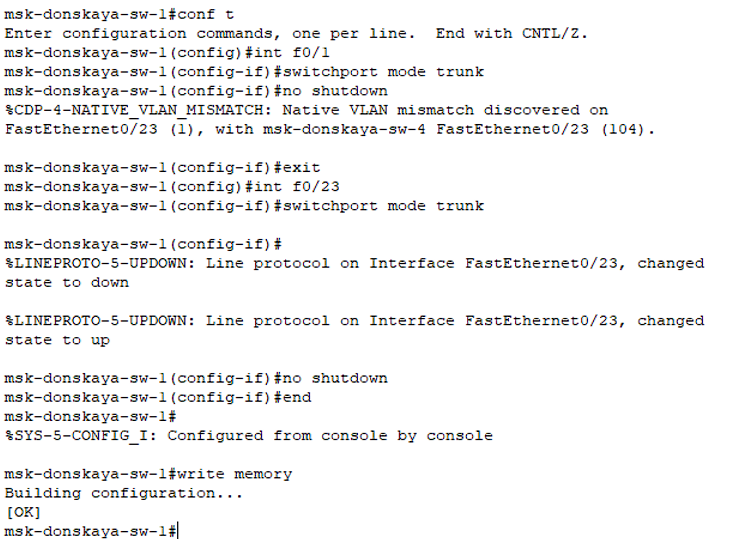 msk-donskaya-sw-1#conf t
Enter configuration commands, one per line.  End with CNTL/Z.
msk-donskaya-sw-1(config)#int f0/1
msk-donskaya-sw-1(config-if)#switchport mode trunk
msk-donskaya-sw-1(config-if)#no shutdown
%CDP-4-NATIVE_VLAN_MISMATCH: Native VLAN mismatch discovered on
FastEthernet0/23 (1), with msk-donskaya-sw-4 FastEthernet0/23 (104).
msk-donskaya-sw-1(config-if)#exit
msk-donskaya-sw-1(config)#int f0/23
msk-donskaya-sw-1(config-if)#switchport mode trunk
msk-donskaya-sw-1(config-if)#
%LINEPROTO-5-UPDOWN: Line protocol on Interface FastEthernet0/23, changed
state to down
%LINEPROTO-5-UPDOWN: Line protocol on Interface FastEthernet0/23, changed
state to up
msk-donskaya-sw-1(config-if)#no shutdown
msk-donskaya-sw-1(config-if)#end
msk-donskaya-sw-1#
%SYS-5-CONFIG_I: Configured from console by console
msk-donskaya-sw-1#write memory
Building configuration...
[OK]
msk-donskaya-sw-1#